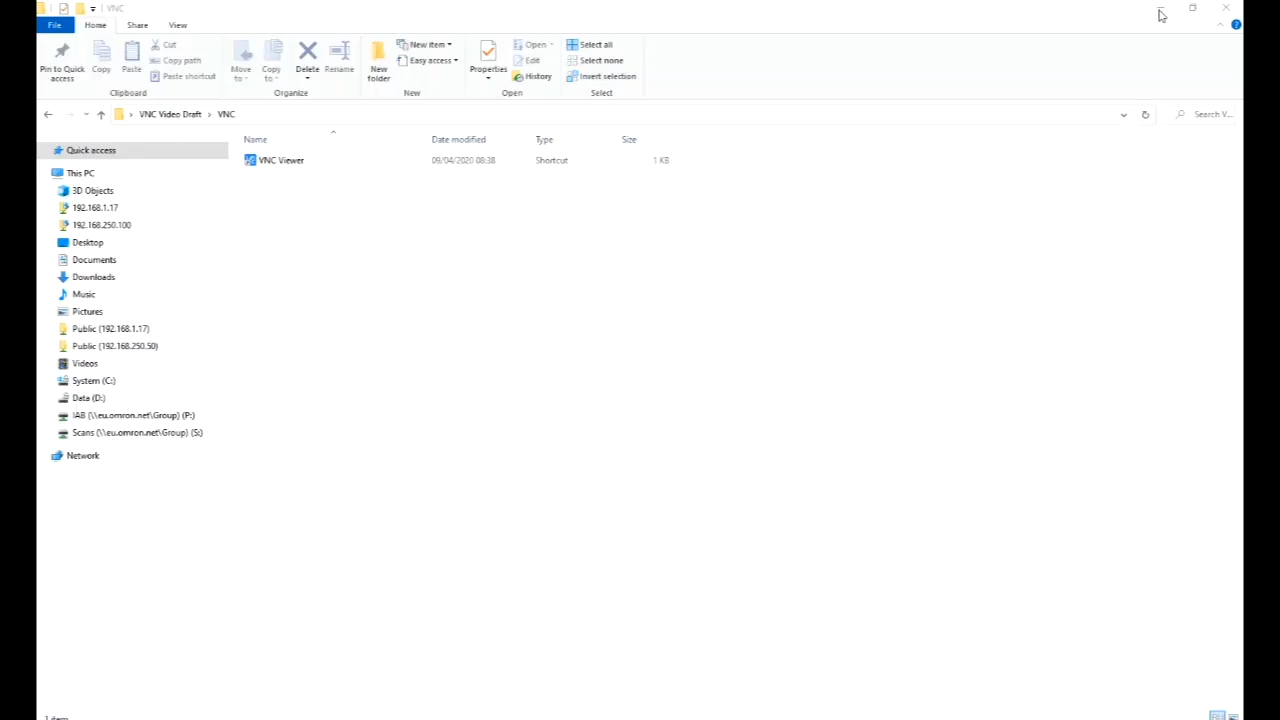 VNC
File Home Share View
Pin to Quick access
Copy
Paste
Cut
Copy path
Paste shortcut
Clipboard
Move to
Copy to
Delete
Rename
Organize
New folder
New item
Easy access
New
Properties
Open
Edit
History
Open
Select all
Select none
Invert selection
Select
VNC Video Draft › VNC
Search V...
Name Date modified Type Size
VNC Viewer 09/04/2020 08:38 Shortcut 1 KB
Quick access
This PC
3D Objects
192.168.1.17
192.168.250.100
Desktop
Documents
Downloads
Music
Pictures
Public (192.168.1.17)
Public (192.168.250.50)
Videos
System (C:)
Data (D:)
IAB (\\eu.omron.net\Group) (P:)
Scans (\\eu.omron.net\Group) (S:)
Network
1 item